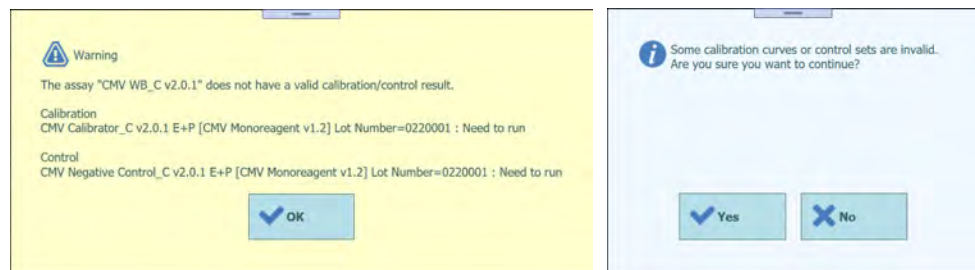 Warning
The assay "CMV WB_C v2.0.1" does not have a valid calibration/control result.
Calibration
CMV Calibrator_C v2.0.1 E+P [CMV Monoreagent v1.2] Lot Number=0220001 : Need to run
Control
CMV Negative Control_C v2.0.1 E+P [CMV Monoreagent v1.2] Lot Number=0220001 : Need to run
OK
Some calibration curves or control sets are invalid.
Are you sure you want to continue?
Yes
No